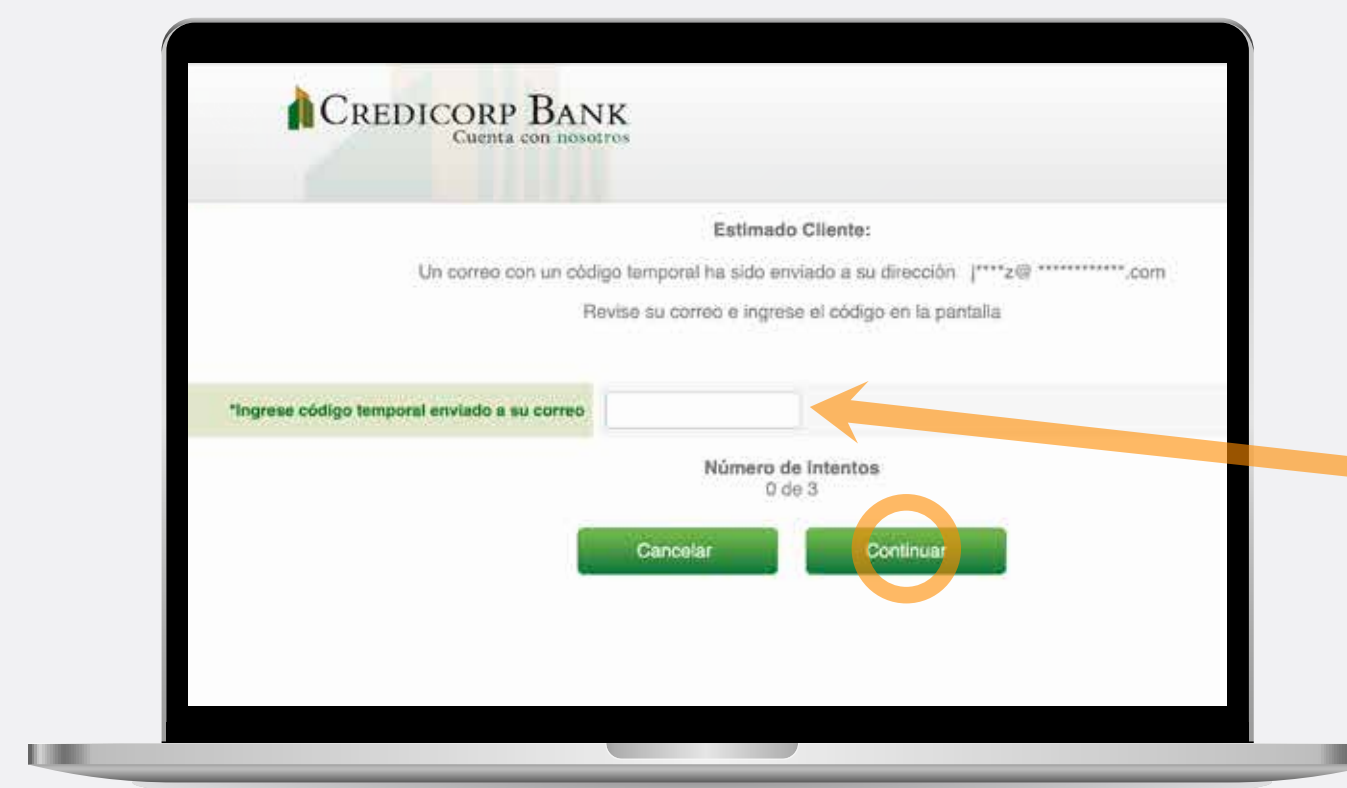 CREDICORP BANK
Cuenta con nosotros
Estimado Cliente:
Un correo con un código temporal ha sido enviado a su dirección j****z@ ************.com
Revise su correo e ingrese el código en la pantalla
*Ingrese código temporal enviado a su correo
Número de Intentos
0 de 3
Cancelar
Continuar